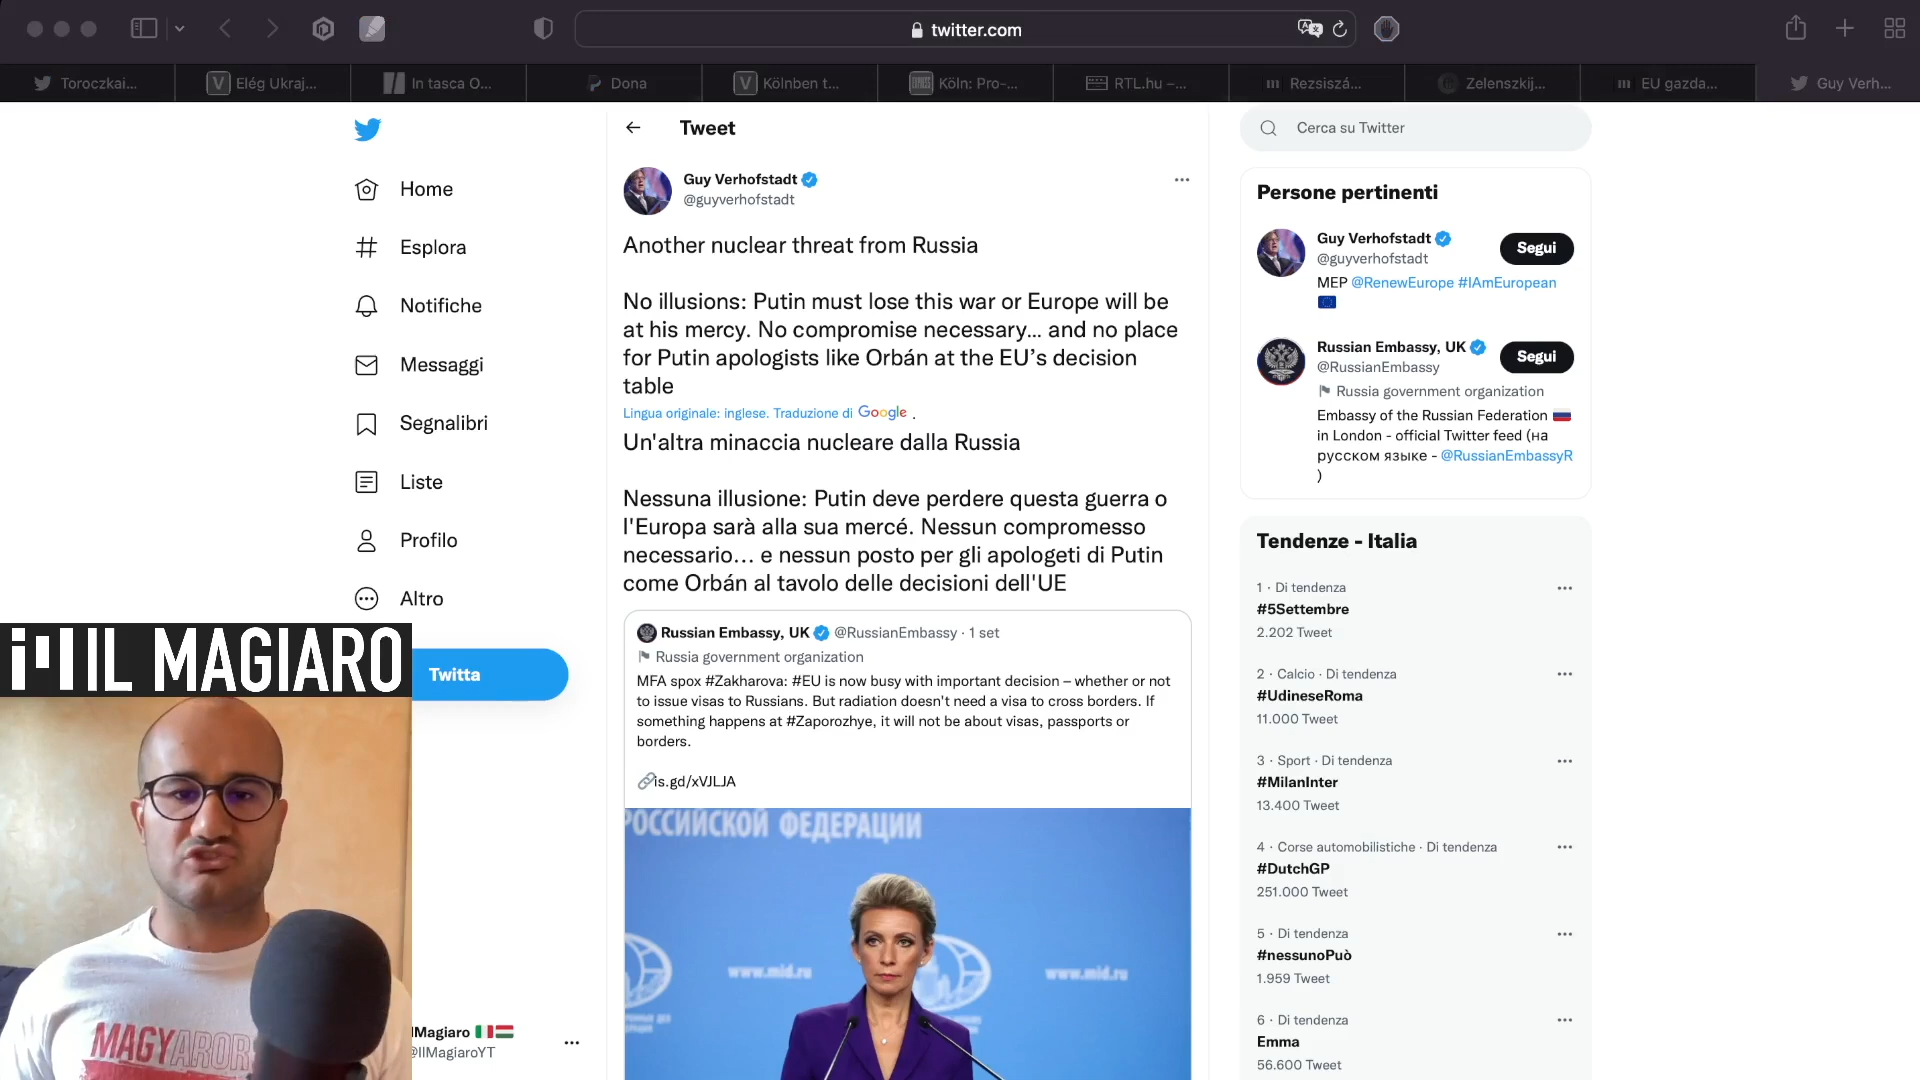 twitter.com
Toroczkai...
Elég Ukraj...
In tasca O...
Dona
Kölnben t...
Köln: Pro-...
RTL.hu –...
Rezsiszá...
Zelenszkij...
EU gazda...
Guy Verh...
Home
Esplora
Notifiche
Messaggi
Segnalibri
Liste
Profilo
Altro
Twitta
IL MAGIARO
MAGYAROR
lMagiaro
@IlMagiaroYT
Tweet
Guy Verhofstadt
@guyverhofstadt
Another nuclear threat from Russia
No illusions: Putin must lose this war or Europe will be
at his mercy. No compromise necessary... and no place
for Putin apologists like Orbán at the EU’s decision
table
Lingua originale: inglese. Traduzione di Google .
Un'altra minaccia nucleare dalla Russia
Nessuna illusione: Putin deve perdere questa guerra o
l'Europa sarà alla sua mercé. Nessun compromesso
necessario… e nessun posto per gli apologeti di Putin
come Orbán al tavolo delle decisioni dell'UE
Russian Embassy, UK @RussianEmbassy · 1 set
Russia government organization
MFA spox #Zakharova: #EU is now busy with important decision – whether or not
to issue visas to Russians. But radiation doesn't need a visa to cross borders. If
something happens at #Zaporozhye, it will not be about visas, passports or
borders.
is.gd/xVJLJA
РОССИЙСКОЙ ФЕДЕРАЦИИ
www.mid.ru
www.mid.ru
Cerca su Twitter
Persone pertinenti
Guy Verhofstadt
@guyverhofstadt
Segui
MEP @RenewEurope #IAmEuropean
Russian Embassy, UK
@RussianEmbassy
Segui
Russia government organization
Embassy of the Russian Federation
in London - official Twitter feed (на
русском языке - @RussianEmbassyR
)
Tendenze - Italia
1 · Di tendenza
#5Settembre
2.202 Tweet
2 · Calcio · Di tendenza
#UdineseRoma
11.000 Tweet
3 · Sport · Di tendenza
#MilanInter
13.400 Tweet
4 · Corse automobilistiche · Di tendenza
#DutchGP
251.000 Tweet
5 · Di tendenza
#nessunoPuò
1.959 Tweet
6 · Di tendenza
Emma
56.600 Tweet